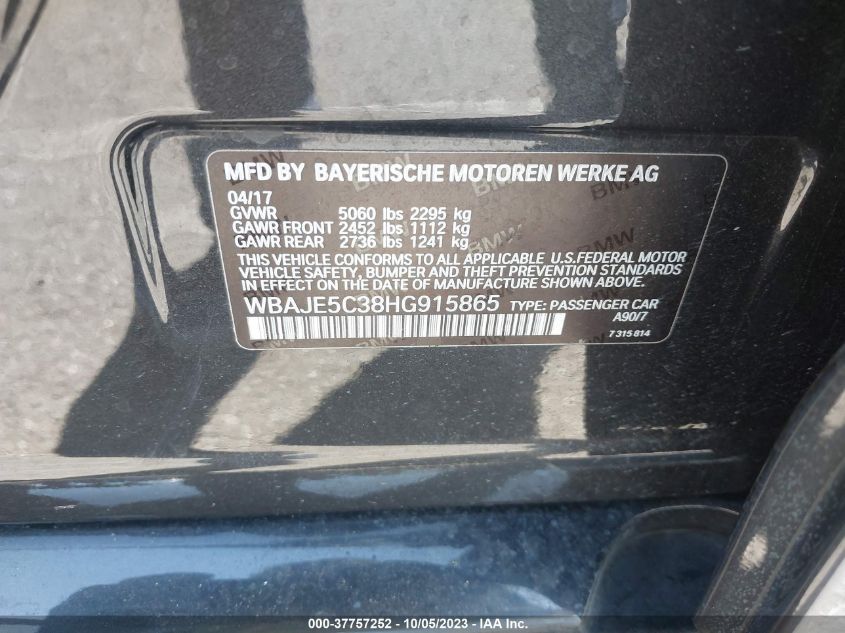 MFD BY BAYERISCHE MOTOREN WERKE AG
04/17
GVWR 5060 lbs 2295 kg
GAWR FRONT 2452 lbs 1112 kg
GAWR REAR 2736 lbs 1241 kg
THIS VEHICLE CONFORMS TO ALL APPLICABLE U.S.FEDERAL MOTOR
VEHICLE SAFETY, BUMPER AND THEFT PREVENTION STANDARDS
IN EFFECT ON THE DATE OF MANUFACTURE SHOWN ABOVE.
WBAJE5C38HG915865 TYPE: PASSENGER CAR
A90/7
7 315 814
000-37757252 - 10/05/2023 - IAA Inc.